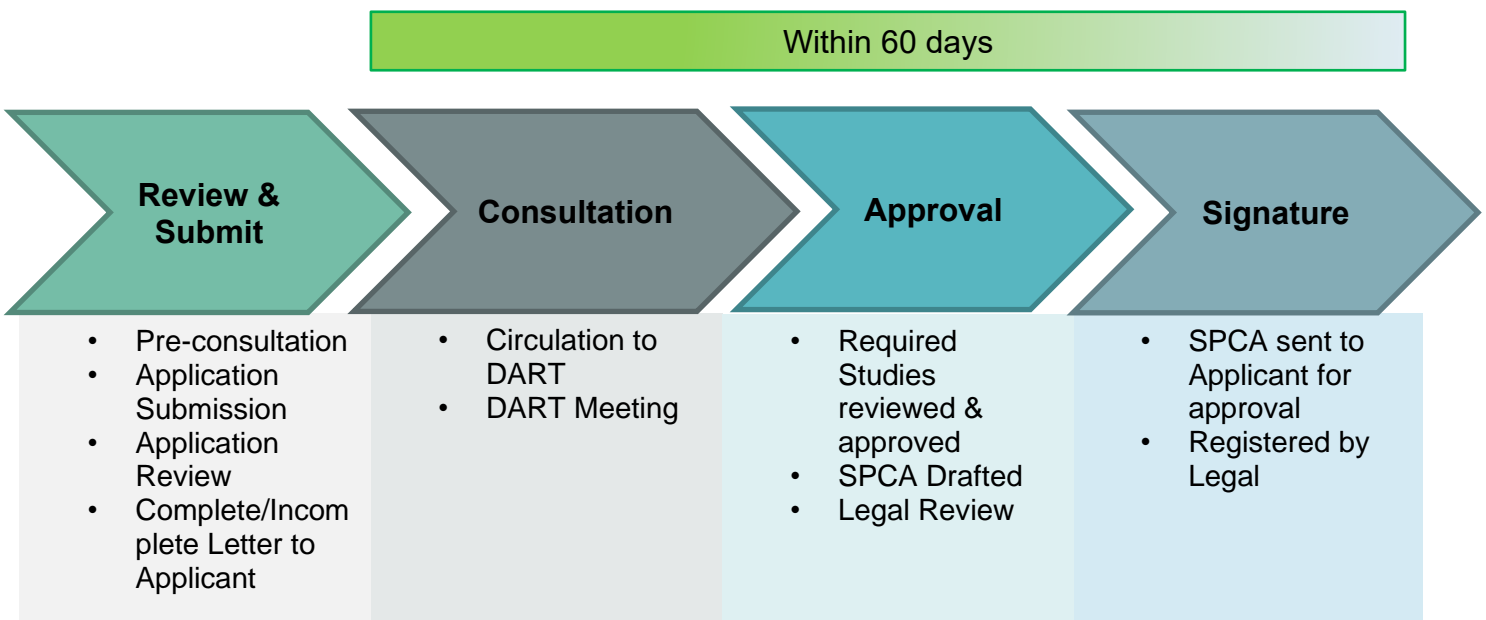 Within 60 days
Review &
Submit
Consultation
Approval
Signature
• Pre-consultation
• Application
Submission
• Application
Review
• Complete/Incom
plete Letter to
Applicant
• Circulation to
DART
• DART Meeting
• Required
Studies
reviewed &
approved
• SPCA Drafted
• Legal Review
• SPCA sent to
Applicant for
approval
• Registered by
Legal